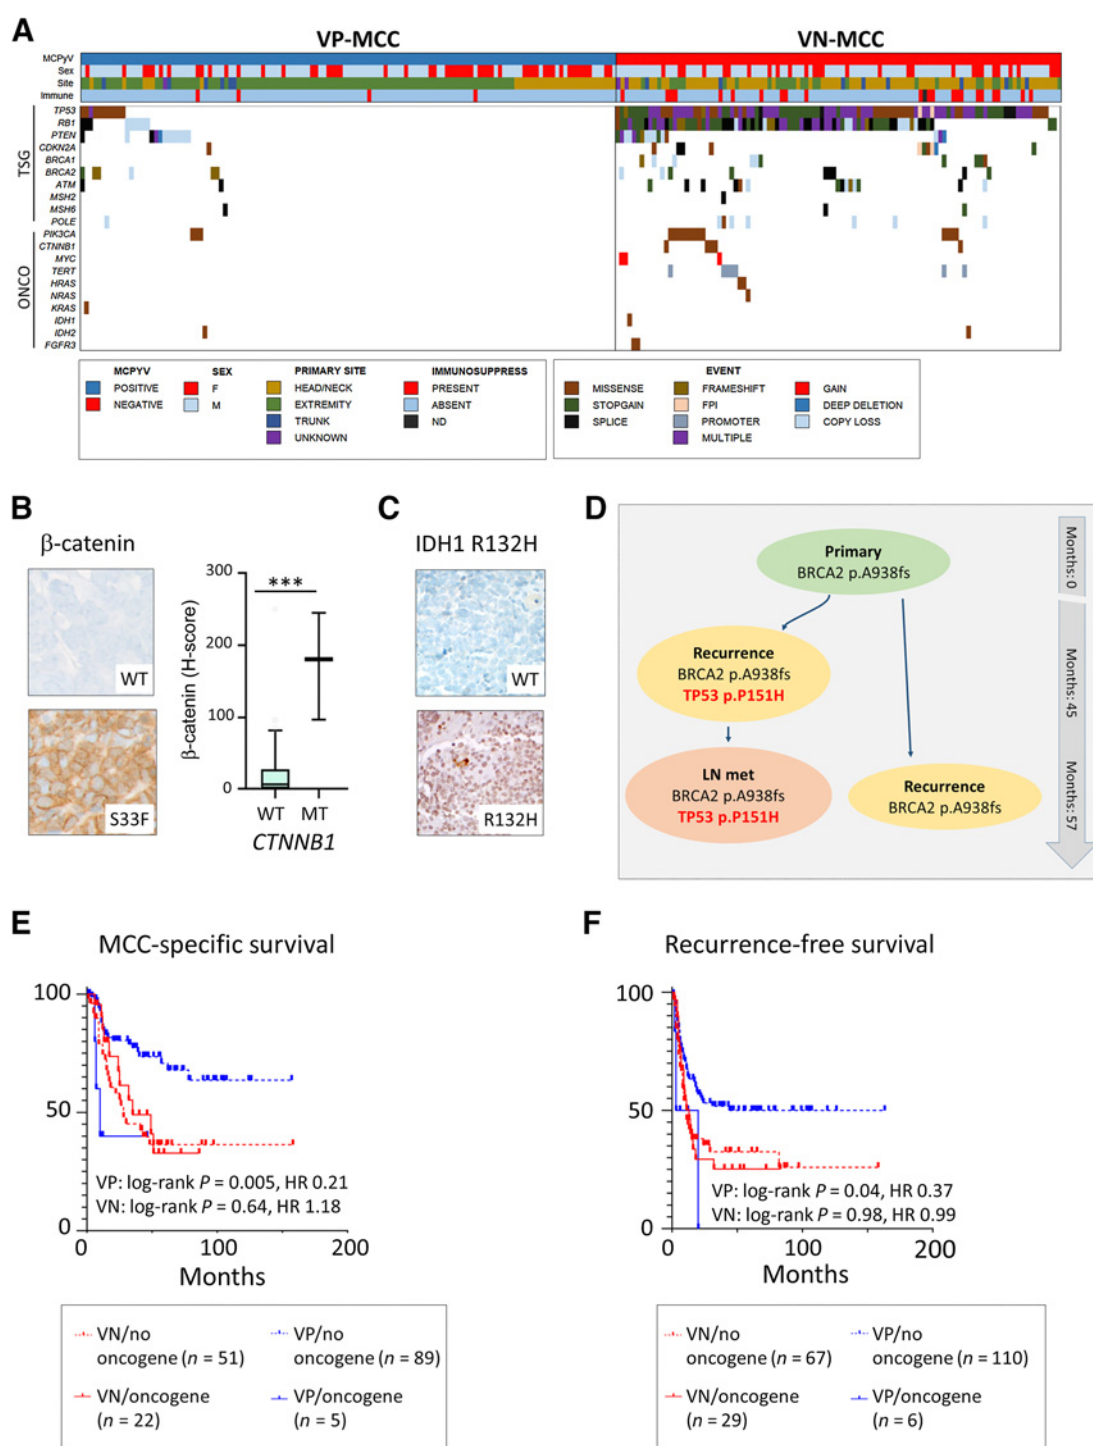 A
VP-MCC VN-MCC
MCPyV
Sex
Site
Immune
TSG
TP53
RB1
PTEN
CDKN2A
BRCA1
BRCA2
ATM
MSH2
MSH6
POLE
ONCO
PIK3CA
CTNNB1
MYC
TERT
HRAS
NRAS
KRAS
IDH1
IDH2
FGFR3
MCPYV
POSITIVE
NEGATIVE
SEX
F
M
PRIMARY SITE
HEAD/NECK
EXTREMITY
TRUNK
UNKNOWN
IMMUNOSUPPRESS
PRESENT
ABSENT
ND
EVENT
MISSENSE
STOPGAIN
SPLICE
FRAMESHIFT
FPI
PROMOTER
MULTIPLE
GAIN
DEEP DELETION
COPY LOSS
B
β-catenin
WT
S33F
β-catenin (H-score)
300
200
100
0
***
WT MT
CTNNB1
C
IDH1 R132H
WT
R132H
D
Primary
BRCA2 p.A938fs
Recurrence
BRCA2 p.A938fs
TP53 p.P151H
LN met
BRCA2 p.A938fs
TP53 p.P151H
Recurrence
BRCA2 p.A938fs
Months: 0
Months: 45
Months: 57
E
MCC-specific survival
100
50
0
VP: log-rank P = 0.005, HR 0.21
VN: log-rank P = 0.64, HR 1.18
0 100 200
Months
VN/no
oncogene (n = 51)
VP/no
oncogene (n = 89)
VN/oncogene
(n = 22)
VP/oncogene
(n = 5)
F
Recurrence-free survival
100
50
0
VP: log-rank P = 0.04, HR 0.37
VN: log-rank P = 0.98, HR 0.99
0 100 200
Months
VN/no
oncogene (n = 67)
VP/no
oncogene (n = 110)
VN/oncogene
(n = 29)
VP/oncogene
(n = 6)